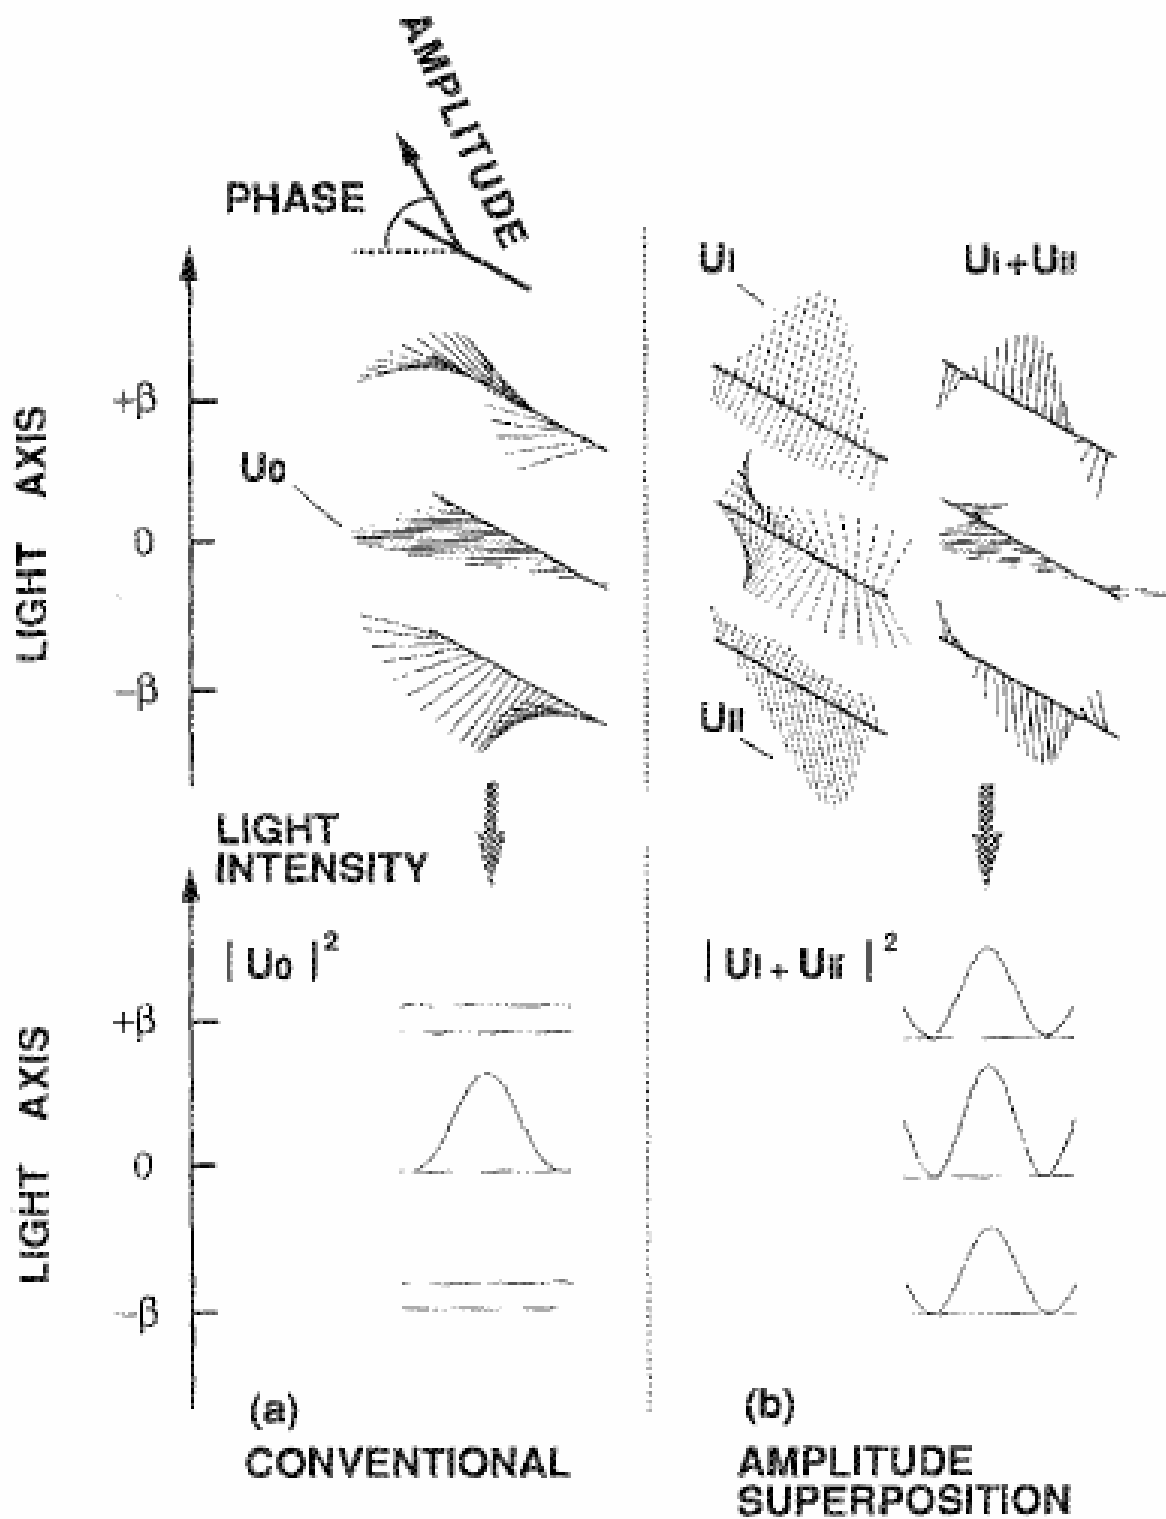 AMPLITUDE
PHASE
UI
Ui + Uii
LIGHT AXIS
+β
U0
0
−β
UII
LIGHT
INTENSITY
| U0 |²
| UI + UII |²
LIGHT AXIS
+β
0
−β
(a)
CONVENTIONAL
(b)
AMPLITUDE
SUPERPOSITION